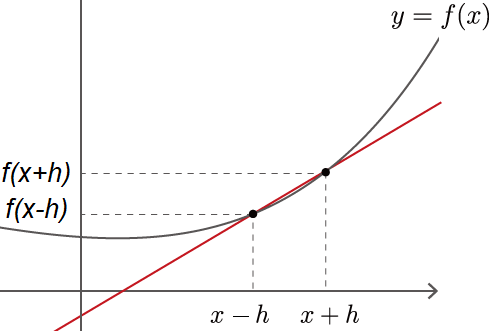 y = f(x)
f(x+h)
f(x-h)
x − h
x + h